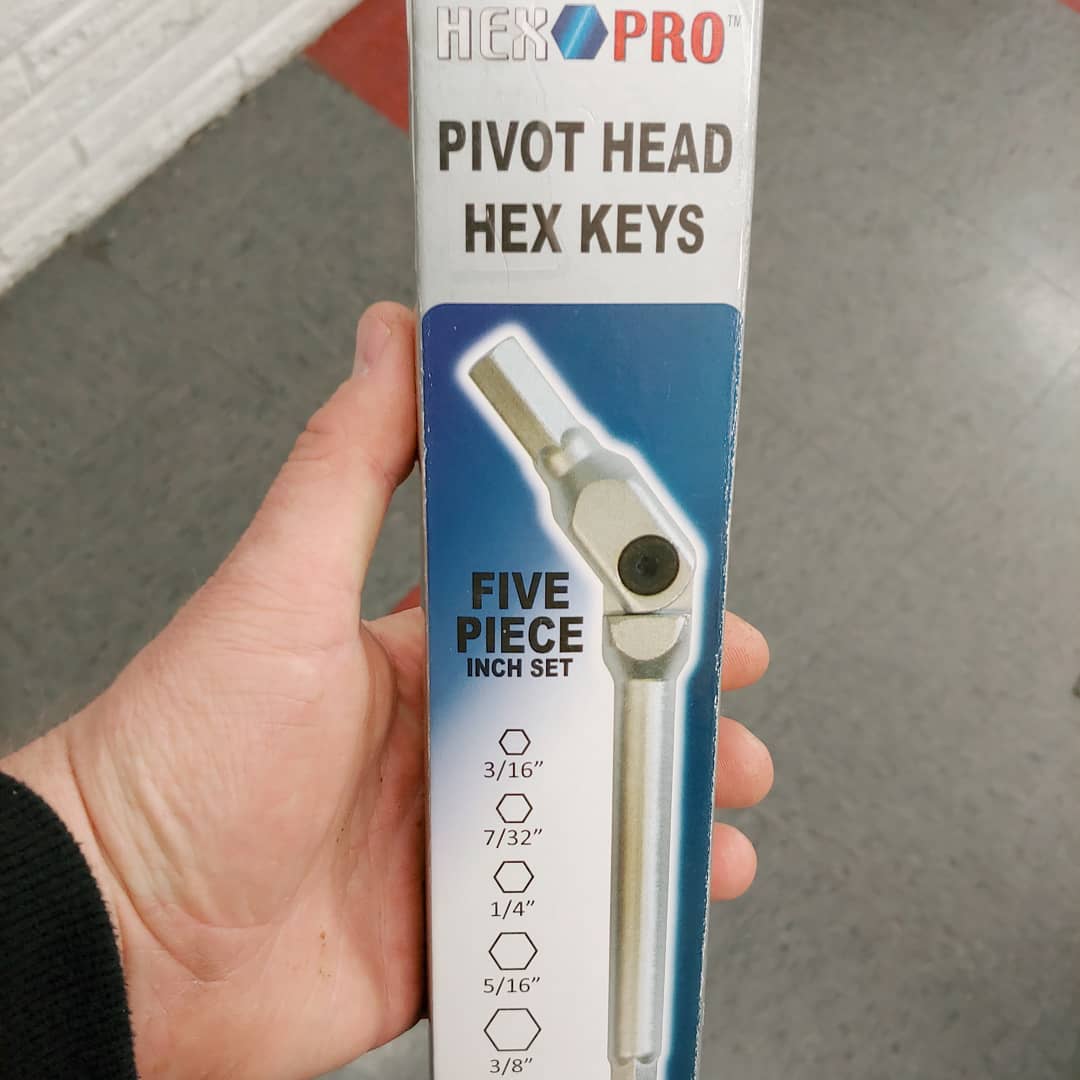 HEX PRO™
PIVOT HEAD
HEX KEYS
FIVE
PIECE
INCH SET
3/16”
7/32”
1/4”
5/16”
3/8”